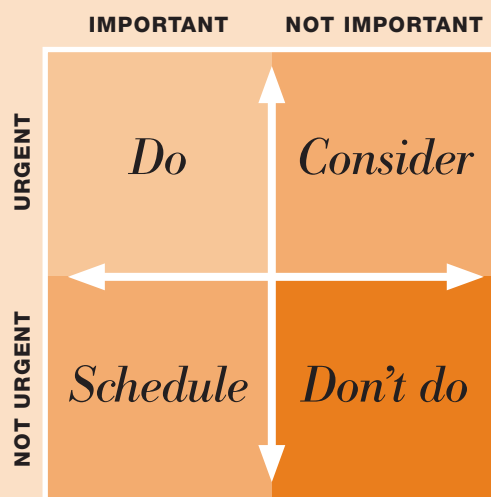 IMPORTANT NOT IMPORTANT
URGENT
Do Consider
NOT URGENT
Schedule Don't do